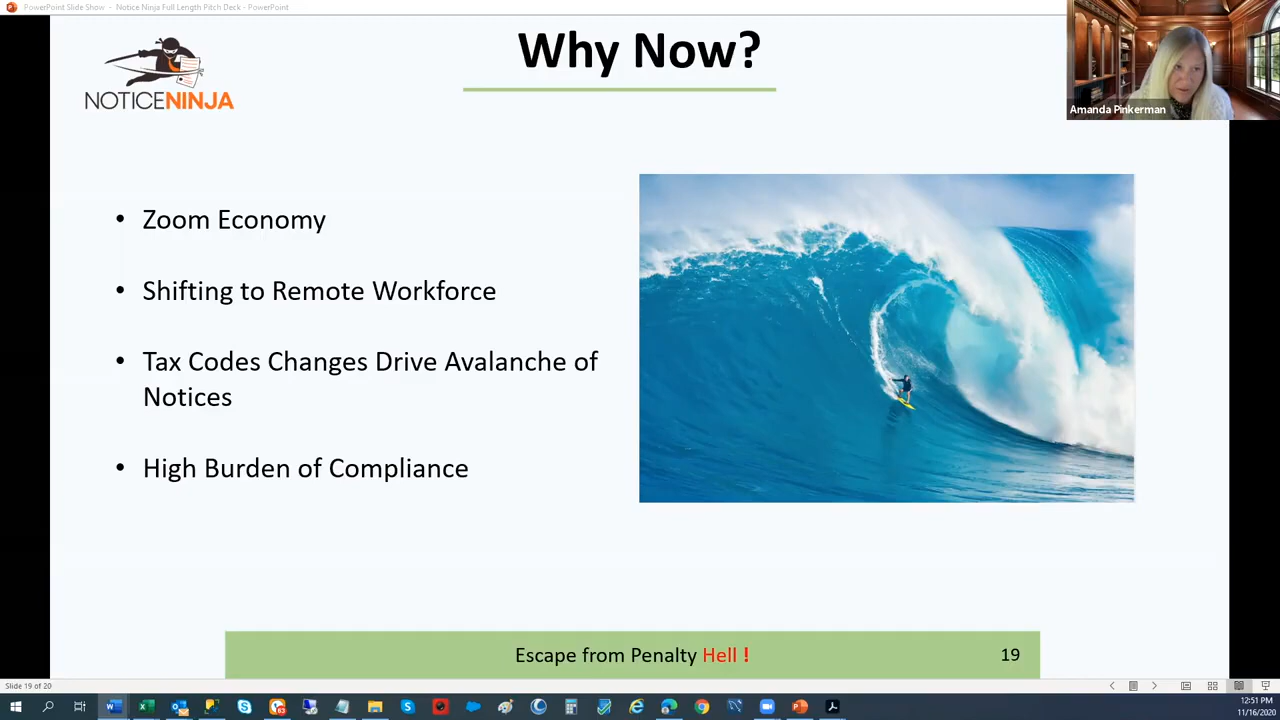 PowerPoint Slide Show - Notice Ninja Full Length Pitch Deck - PowerPoint
Why Now?
NOTICENINJA
Amanda Pinkerman
• Zoom Economy
• Shifting to Remote Workforce
• Tax Codes Changes Drive Avalanche of
Notices
• High Burden of Compliance
Escape from Penalty Hell !
19
Slide 19 of 20
12:51 PM
11/16/2020